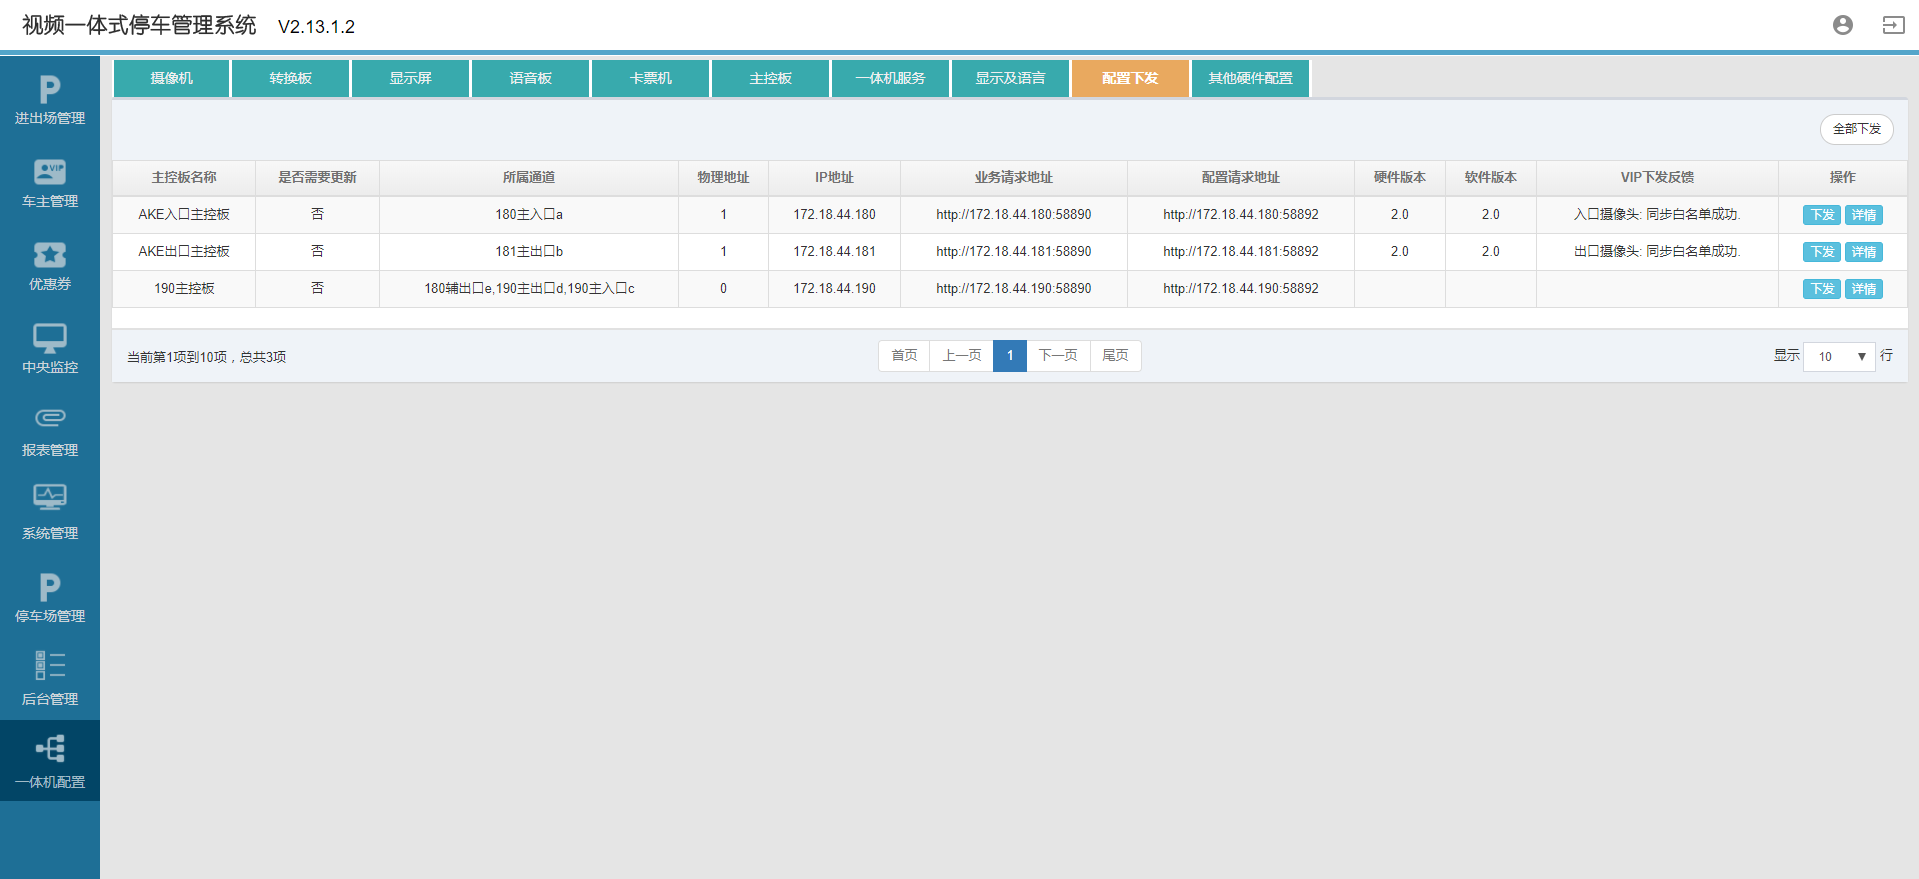 视频一体式停车管理系统 V2.13.1.2
摄像机 转换板 显示屏 语音板 卡票机 主控板 一体机服务 显示及语言 配置下发 其他硬件配置
进出场管理
VIP
车主管理
优惠券
中央监控
报表管理
系统管理
停车场管理
后台管理
一体机配置
全部下发
主控板名称 是否需要更新 所属通道 物理地址 IP地址 业务请求地址 配置请求地址 硬件版本 软件版本 VIP下发反馈 操作
AKE入口主控板 否 180主入口a 1 172.18.44.180 http://172.18.44.180:58890 http://172.18.44.180:58892 2.0 2.0 入口摄像头: 同步白名单成功. 下发 详情
AKE出口主控板 否 181主出口b 1 172.18.44.181 http://172.18.44.181:58890 http://172.18.44.181:58892 2.0 2.0 出口摄像头: 同步白名单成功. 下发 详情
190主控板 否 180辅出口e,190主出口d,190主入口c 0 172.18.44.190 http://172.18.44.190:58890 http://172.18.44.190:58892 下发 详情
当前第1项到10项，总共3项 首页 上一页 1 下一页 尾页 显示 10 行